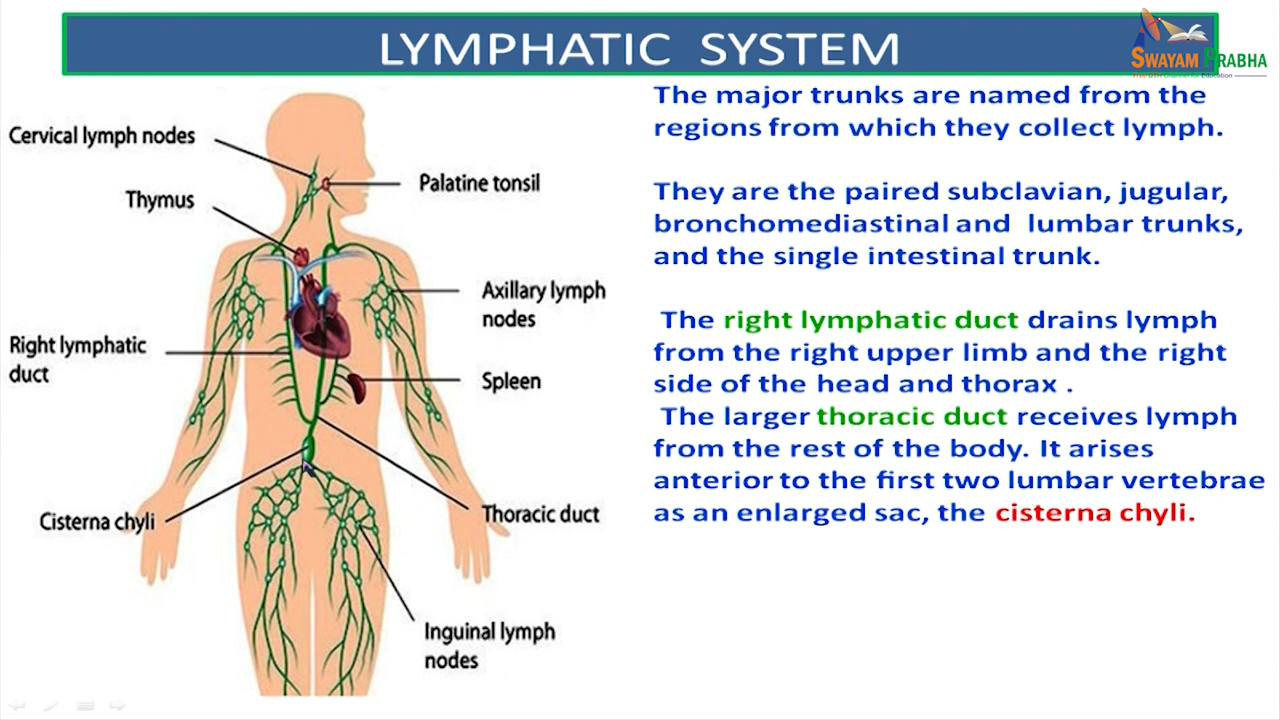 LYMPHATIC SYSTEM
SWAYAM PRABHA
Free DTH Channel for Education
Cervical lymph nodes
Thymus
Palatine tonsil
Axillary lymph
nodes
Right lymphatic
duct
Spleen
Cisterna chyli
Thoracic duct
Inguinal lymph
nodes
The major trunks are named from the
regions from which they collect lymph.
They are the paired subclavian, jugular,
bronchomediastinal and lumbar trunks,
and the single intestinal trunk.
The right lymphatic duct drains lymph
from the right upper limb and the right
side of the head and thorax .
The larger thoracic duct receives lymph
from the rest of the body. It arises
anterior to the first two lumbar vertebrae
as an enlarged sac, the cisterna chyli.